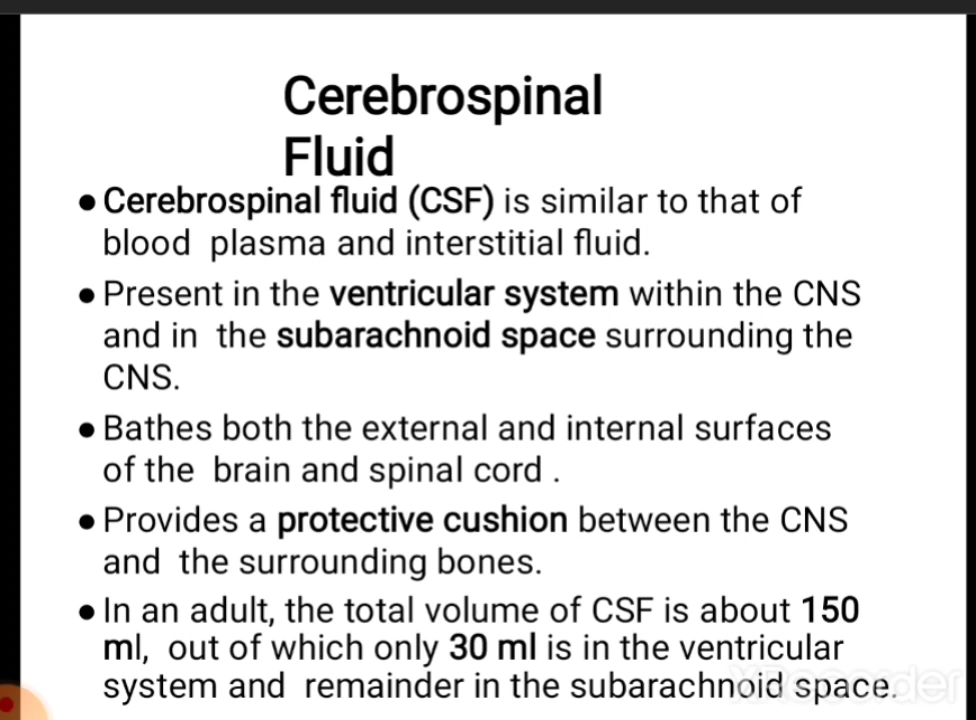 Cerebrospinal
Fluid
● Cerebrospinal fluid (CSF) is similar to that of
blood plasma and interstitial fluid.
● Present in the ventricular system within the CNS
and in the subarachnoid space surrounding the
CNS.
● Bathes both the external and internal surfaces
of the brain and spinal cord .
● Provides a protective cushion between the CNS
and the surrounding bones.
● In an adult, the total volume of CSF is about 150
ml, out of which only 30 ml is in the ventricular
system and remainder in the subarachnoid space.
XRecorder